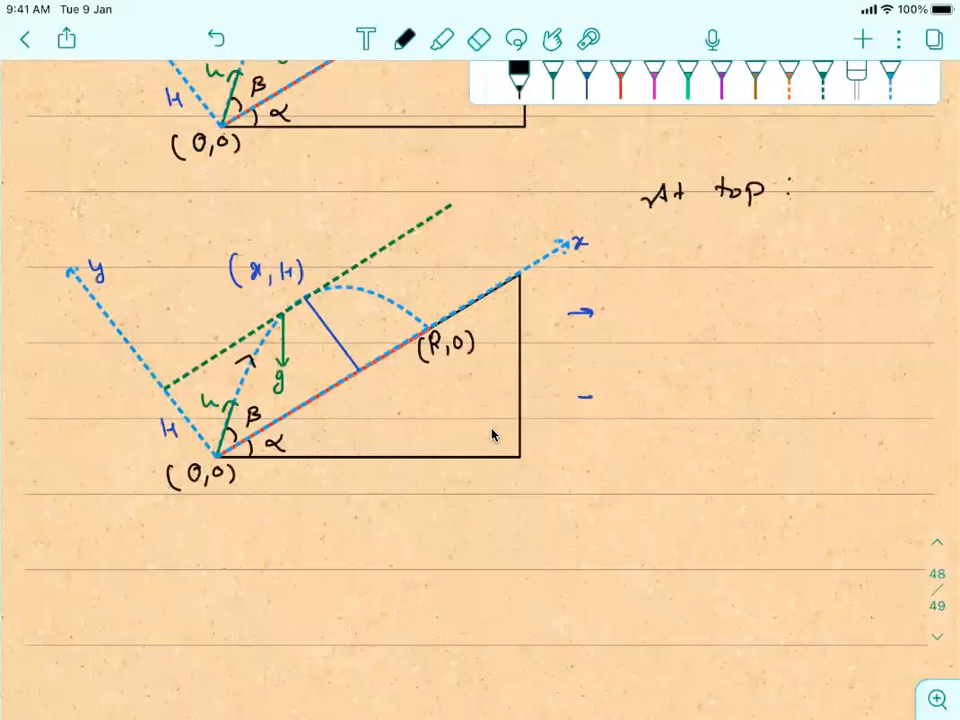 9:41 AM Tue 9 Jan
100%
T
H
u
β
α
(0,0)
At top :
y
(x, H)
x
(R,0)
g
u
β
H
α
(0,0)
48
/
49